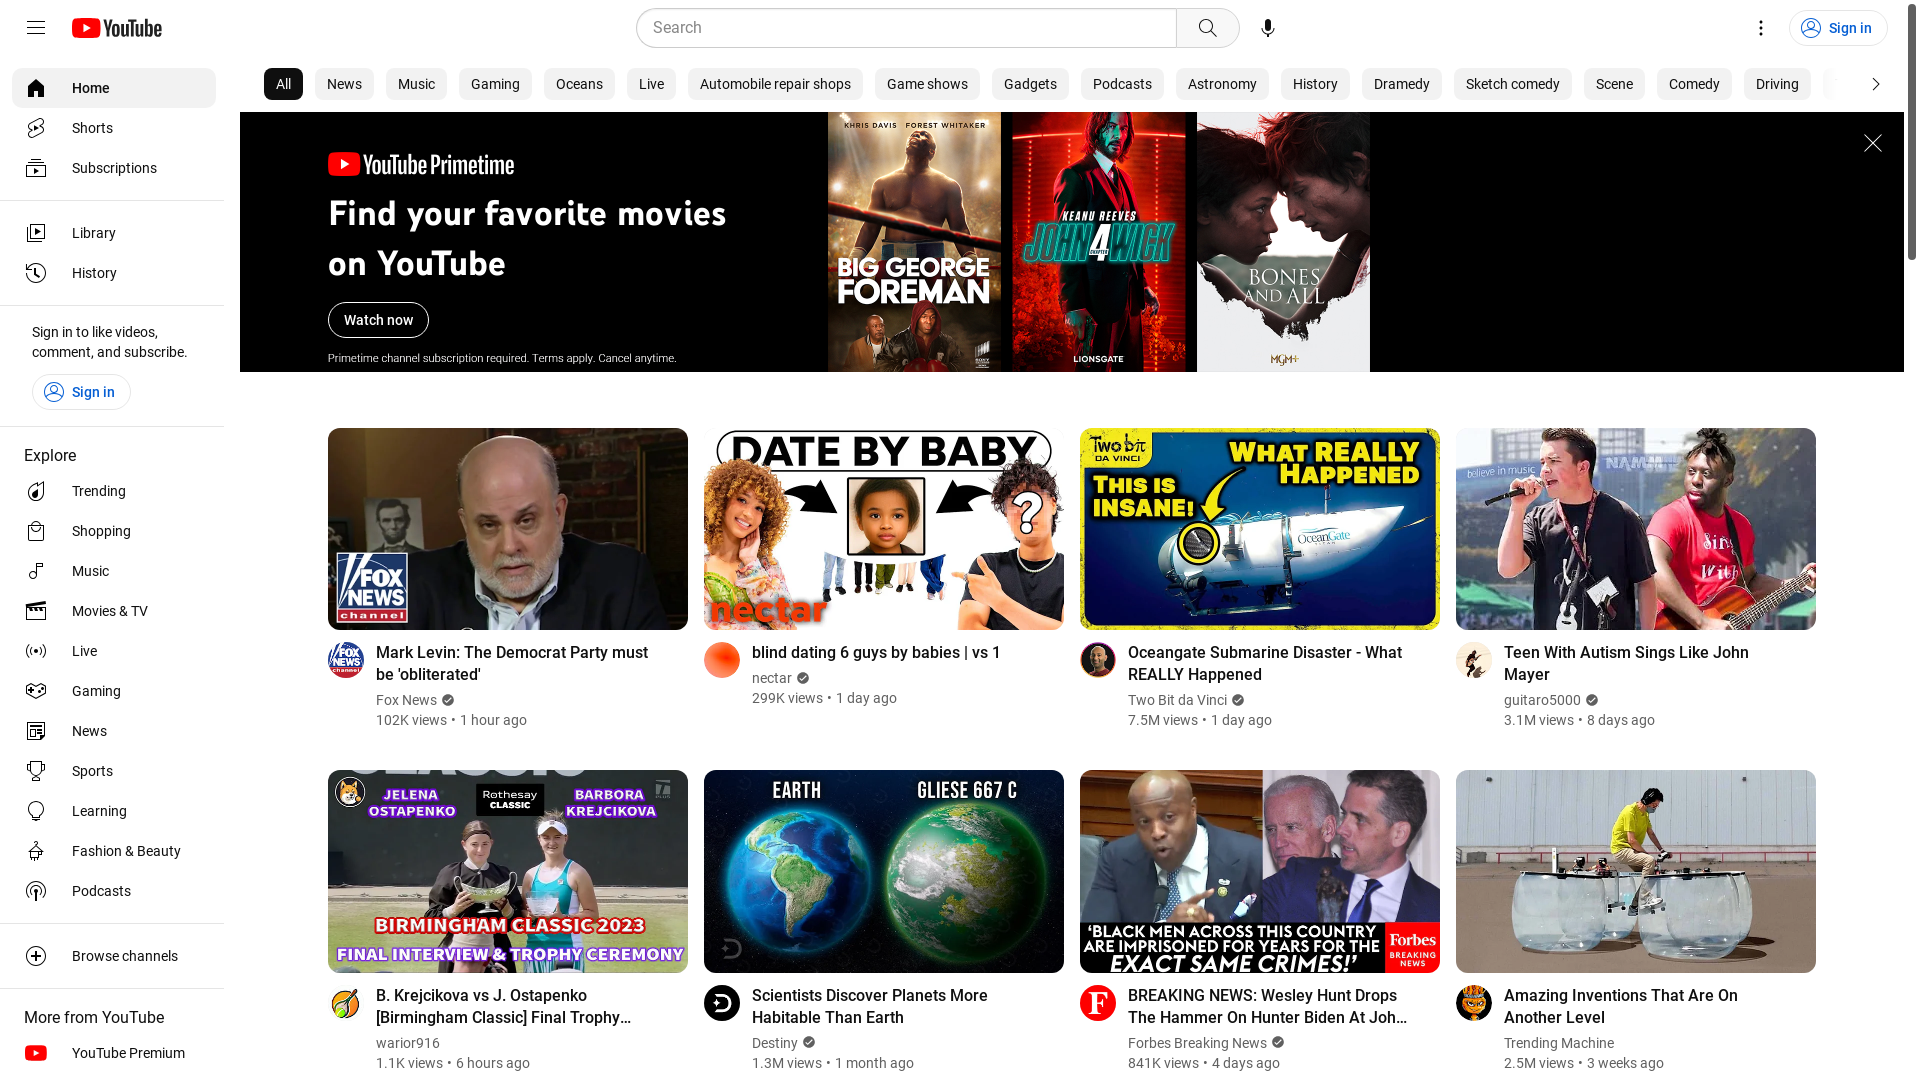 YouTube
Search
Sign in
Home
Shorts
Subscriptions
Library
History
Sign in to like videos,
comment, and subscribe.
Sign in
Explore
Trending
Shopping
Music
Movies & TV
Live
Gaming
News
Sports
Learning
Fashion & Beauty
Podcasts
Browse channels
More from YouTube
YouTube Premium
All
News
Music
Gaming
Oceans
Live
Automobile repair shops
Game shows
Gadgets
Podcasts
Astronomy
History
Dramedy
Sketch comedy
Scene
Comedy
Driving
YouTube Primetime
Find your favorite movies
on YouTube
Watch now
Primetime channel subscription required. Terms apply. Cancel anytime.
KHRIS DAVIS FOREST WHITAKER
BIG GEORGE
FOREMAN
KEANU REEVES
JOHN WICK
CHAPTER 4
LIONSGATE
BONES
AND ALL
MGM+
FOX
NEWS
channel
Mark Levin: The Democrat Party must
be 'obliterated'
Fox News
102K views • 1 hour ago
DATE BY BABY
?
nectar
blind dating 6 guys by babies | vs 1
nectar
299K views • 1 day ago
Two bit
DA VINCI
WHAT REALLY
HAPPENED
THIS IS
INSANE!
OceanGate
Oceangate Submarine Disaster - What
REALLY Happened
Two Bit da Vinci
7.5M views • 1 day ago
believe in music
NAMM
Sing
With
Teen With Autism Sings Like John
Mayer
guitaro5000
3.1M views • 8 days ago
CLASSIC
JELENA
OSTAPENKO
Rothesay
CLASSIC
BARBORA
KREJCIKOVA
BIRMINGHAM CLASSIC 2023
FINAL INTERVIEW & TROPHY CEREMONY
B. Krejcikova vs J. Ostapenko
[Birmingham Classic] Final Trophy...
warior916
1.1K views • 6 hours ago
EARTH
GLIESE 667 C
Scientists Discover Planets More
Habitable Than Earth
Destiny
1.3M views • 1 month ago
'BLACK MEN ACROSS THIS COUNTRY
ARE IMPRISONED FOR YEARS FOR THE
EXACT SAME CRIMES!'
Forbes
BREAKING
NEWS
BREAKING NEWS: Wesley Hunt Drops
The Hammer On Hunter Biden At Joh...
Forbes Breaking News
841K views • 4 days ago
Amazing Inventions That Are On
Another Level
Trending Machine
2.5M views • 3 weeks ago